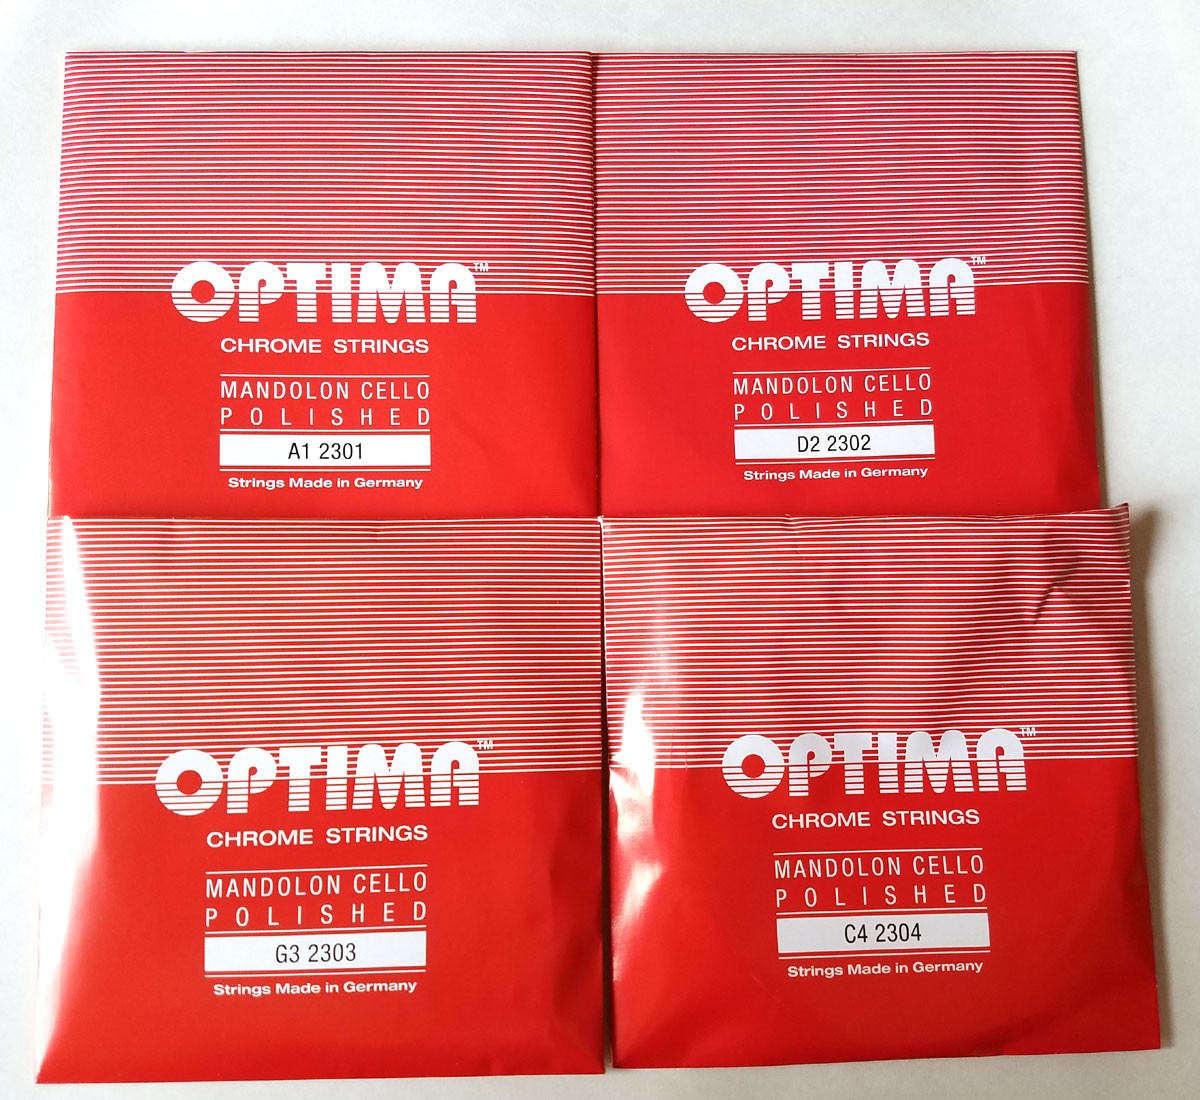 OPTIMA™
CHROME STRINGS
MANDOLON CELLO
POLISHED
A1 2301
Strings Made in Germany
OPTIMA™
CHROME STRINGS
MANDOLON CELLO
POLISHED
D2 2302
Strings Made in Germany
OPTIMA™
CHROME STRINGS
MANDOLON CELLO
POLISHED
G3 2303
Strings Made in Germany
OPTIMA™
CHROME STRINGS
MANDOLON CELLO
POLISHED
C4 2304
Strings Made in Germany